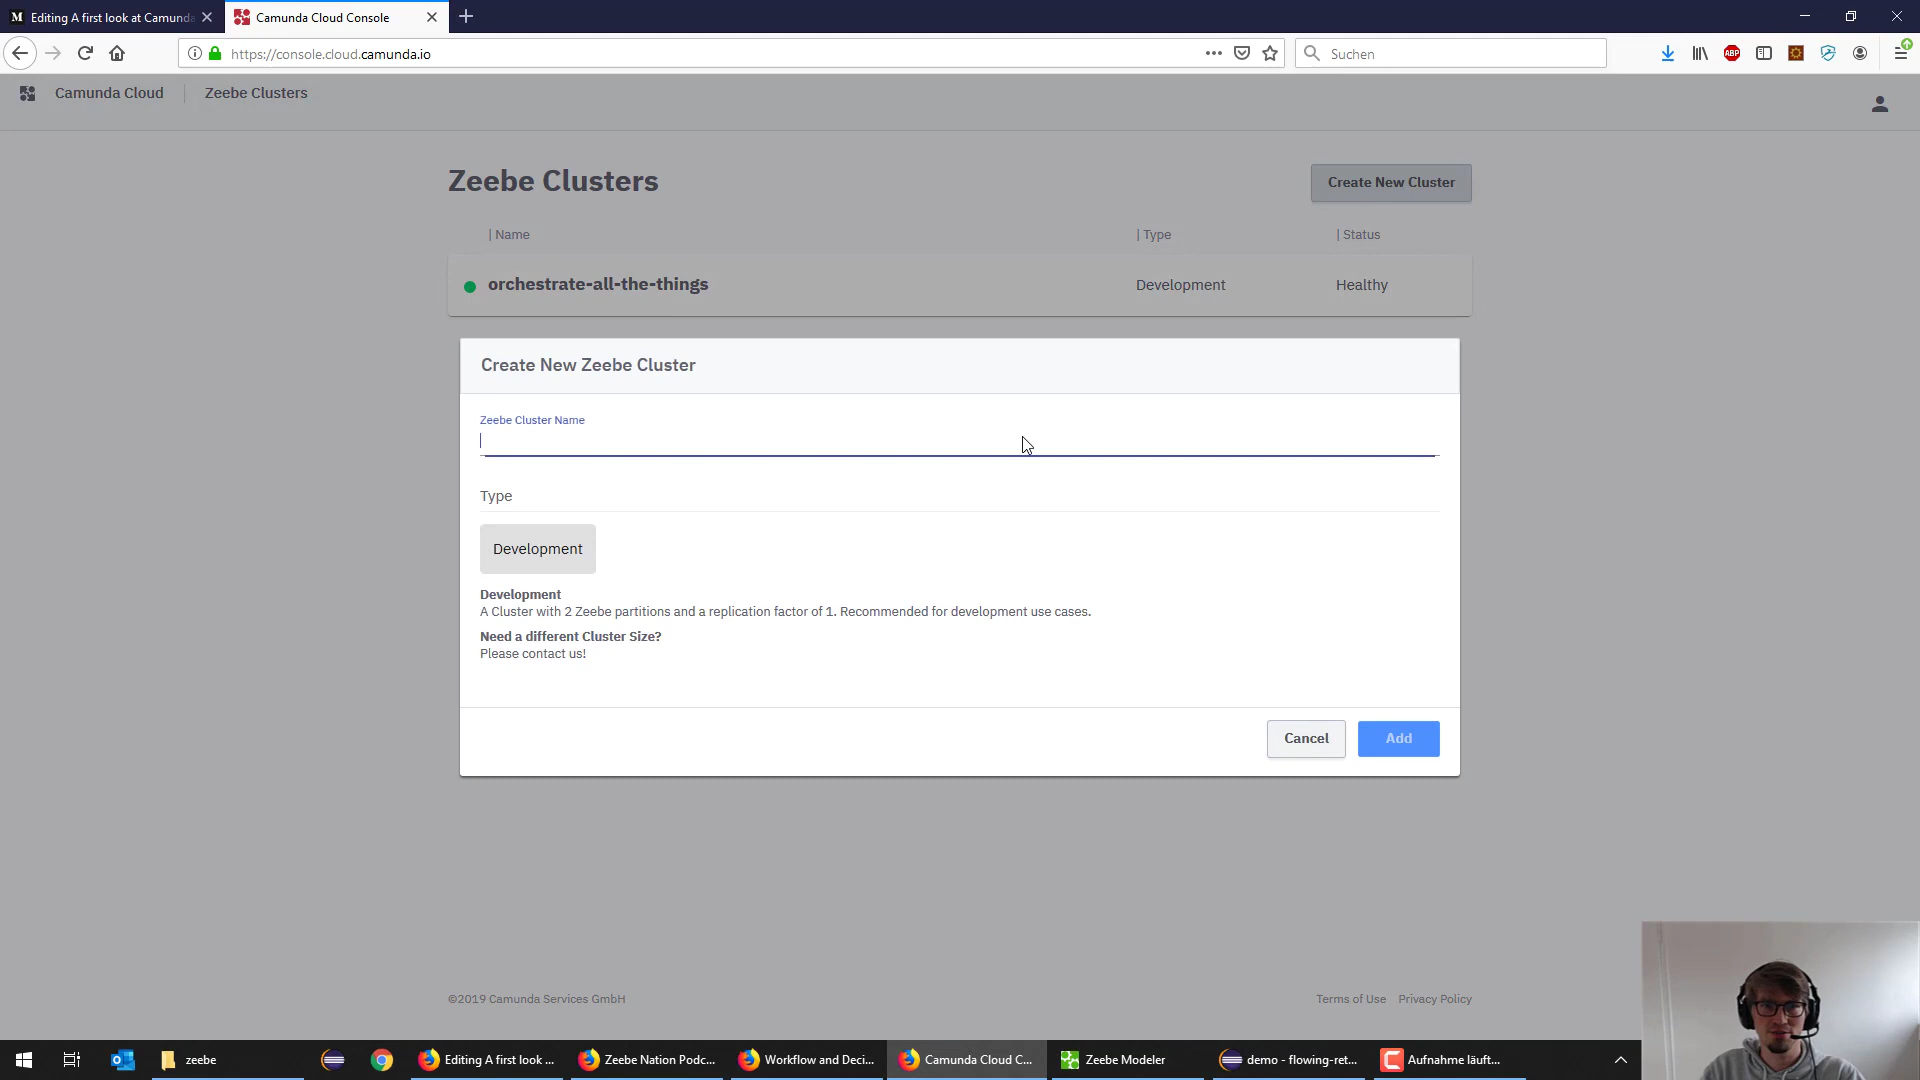 Editing A first look at Camunda
Camunda Cloud Console
https://console.cloud.camunda.io
Suchen
ABP
Camunda Cloud
Zeebe Clusters
Zeebe Clusters
Create New Cluster
| Name
| Type
| Status
orchestrate-all-the-things
Development
Healthy
Create New Zeebe Cluster
Zeebe Cluster Name
Type
Development
Development
A Cluster with 2 Zeebe partitions and a replication factor of 1. Recommended for development use cases.
Need a different Cluster Size?
Please contact us!
Cancel
Add
©2019 Camunda Services GmbH
Terms of Use
Privacy Policy
zeebe
Editing A first look ...
Zeebe Nation Podc...
Workflow and Deci...
Camunda Cloud C...
Zeebe Modeler
demo - flowing-ret...
Aufnahme läuft...